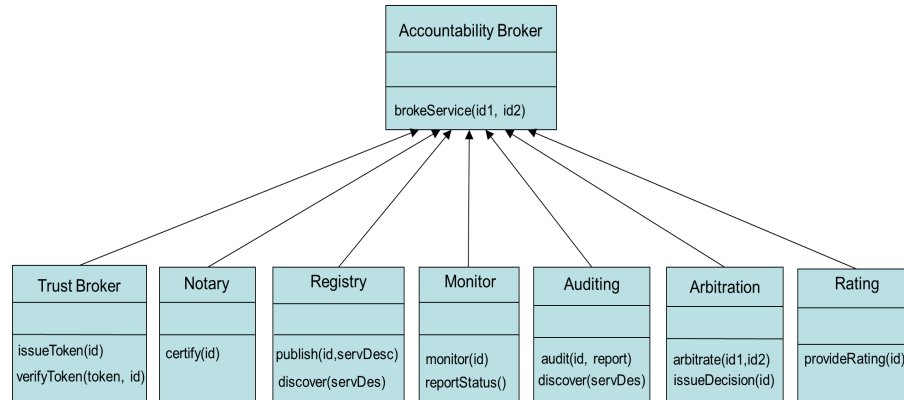 Accountability Broker
brokeService(id1, id2)
Trust Broker
issueToken(id)
verifyToken(token, id)
Notary
certify(id)
Registry
publish(id,servDesc)
discover(servDes)
Monitor
monitor(id)
reportStatus()
Auditing
audit(id, report)
discover(servDes)
Arbitration
arbitrate(id1,id2)
issueDecision(id)
Rating
provideRating(id)